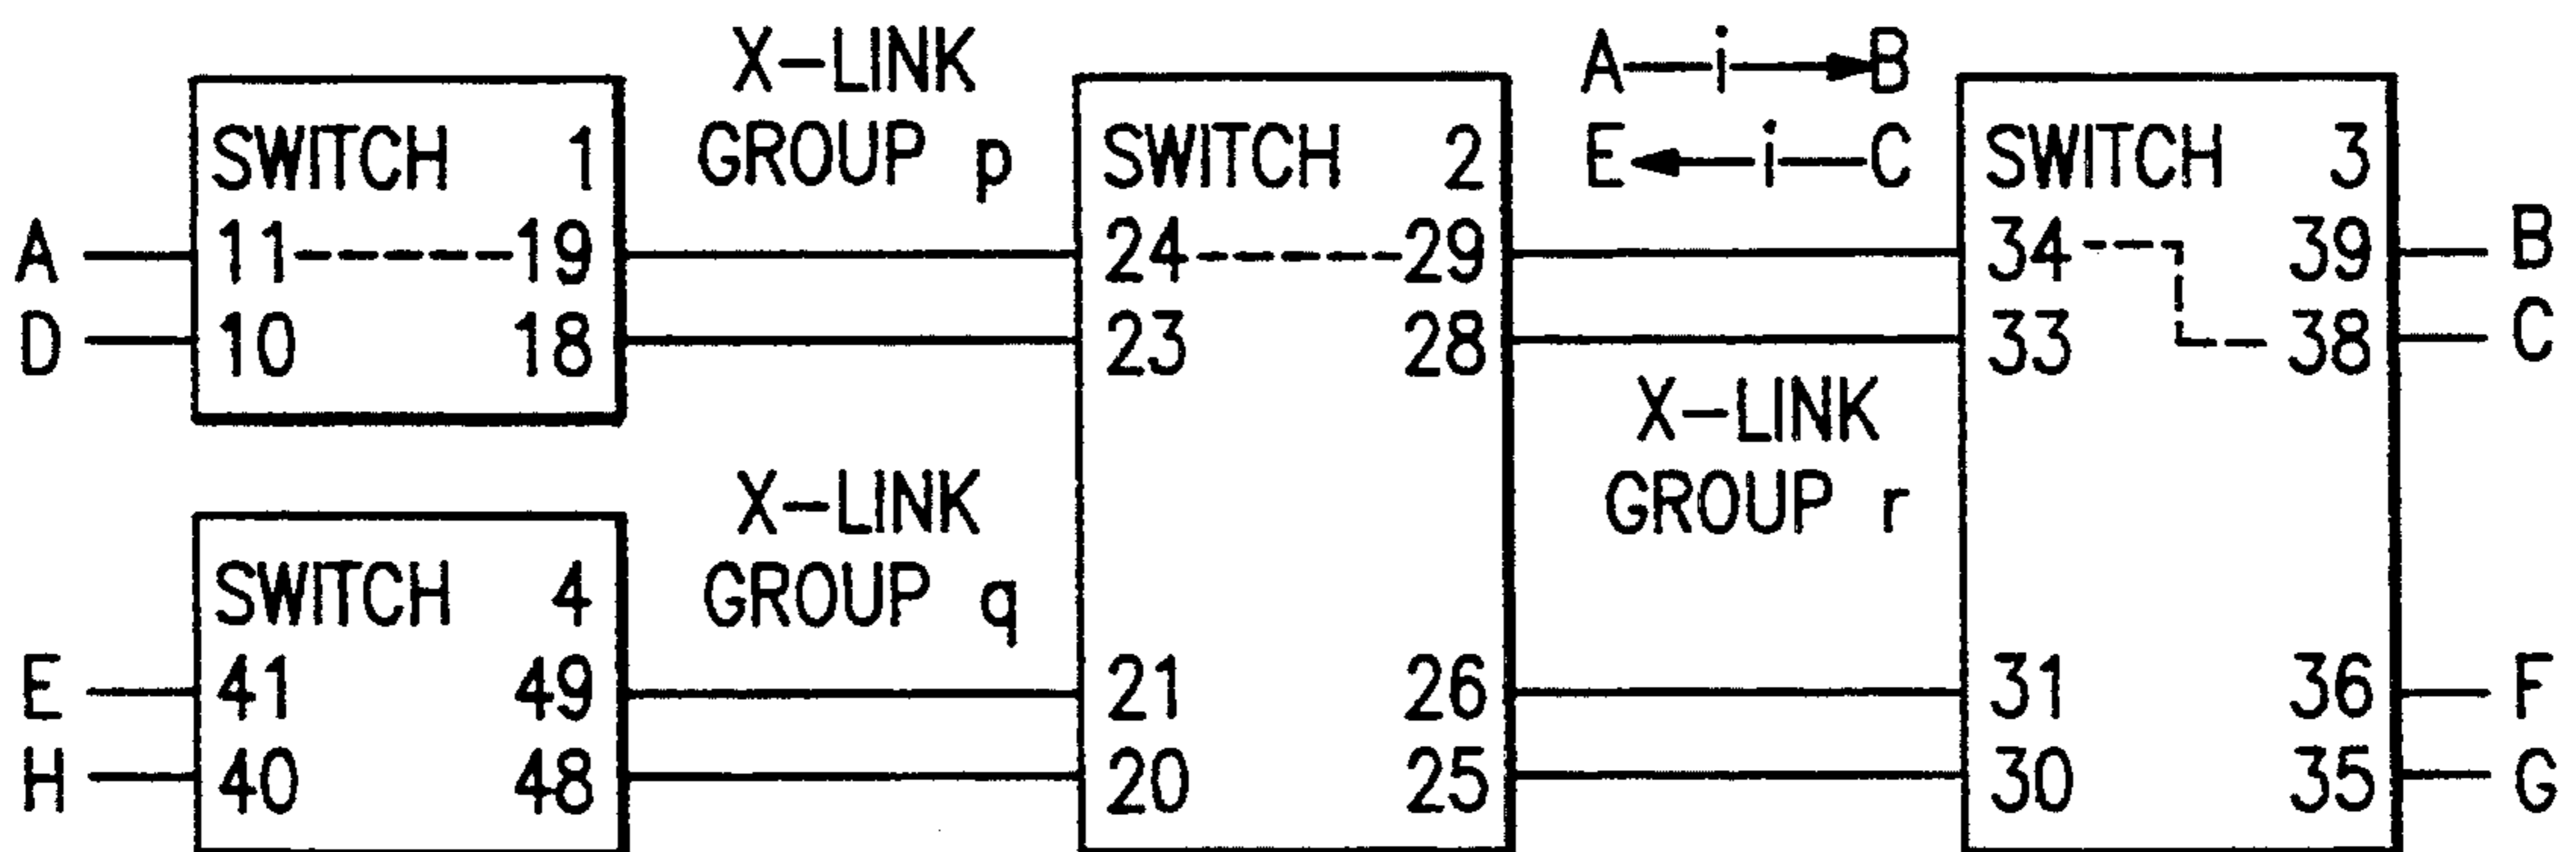 X-LINK
GROUP p
A—i→B
E←i—C
SWITCH 1
SWITCH 2
SWITCH 3
A 11 19 24 29 34 39 B
D 10 18 23 28 33 38 C
X-LINK
GROUP r
X-LINK
GROUP q
SWITCH 4
E 41 49 21 26 31 36 F
H 40 48 20 25 30 35 G